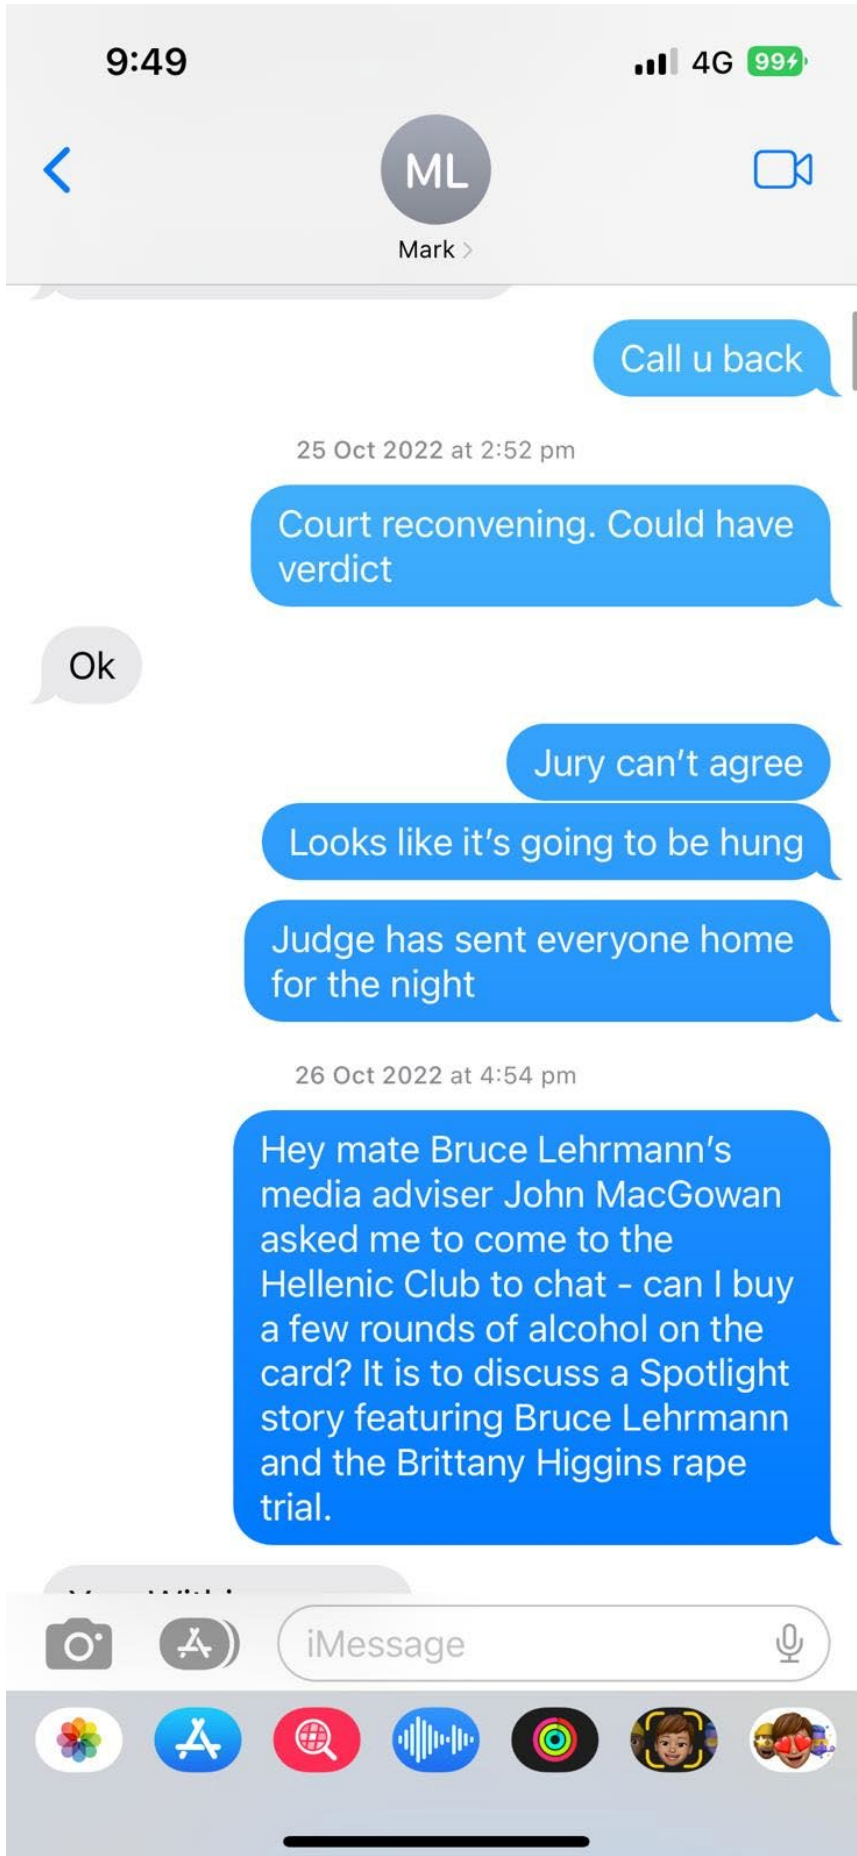 9:49
4G 99
ML
Mark
Call u back
25 Oct 2022 at 2:52 pm
Court reconvening. Could have
verdict
Ok
Jury can't agree
Looks like it's going to be hung
Judge has sent everyone home
for the night
26 Oct 2022 at 4:54 pm
Hey mate Bruce Lehrmann's
media adviser John MacGowan
asked me to come to the
Hellenic Club to chat - can I buy
a few rounds of alcohol on the
card? It is to discuss a Spotlight
story featuring Bruce Lehrmann
and the Brittany Higgins rape
trial.
iMessage